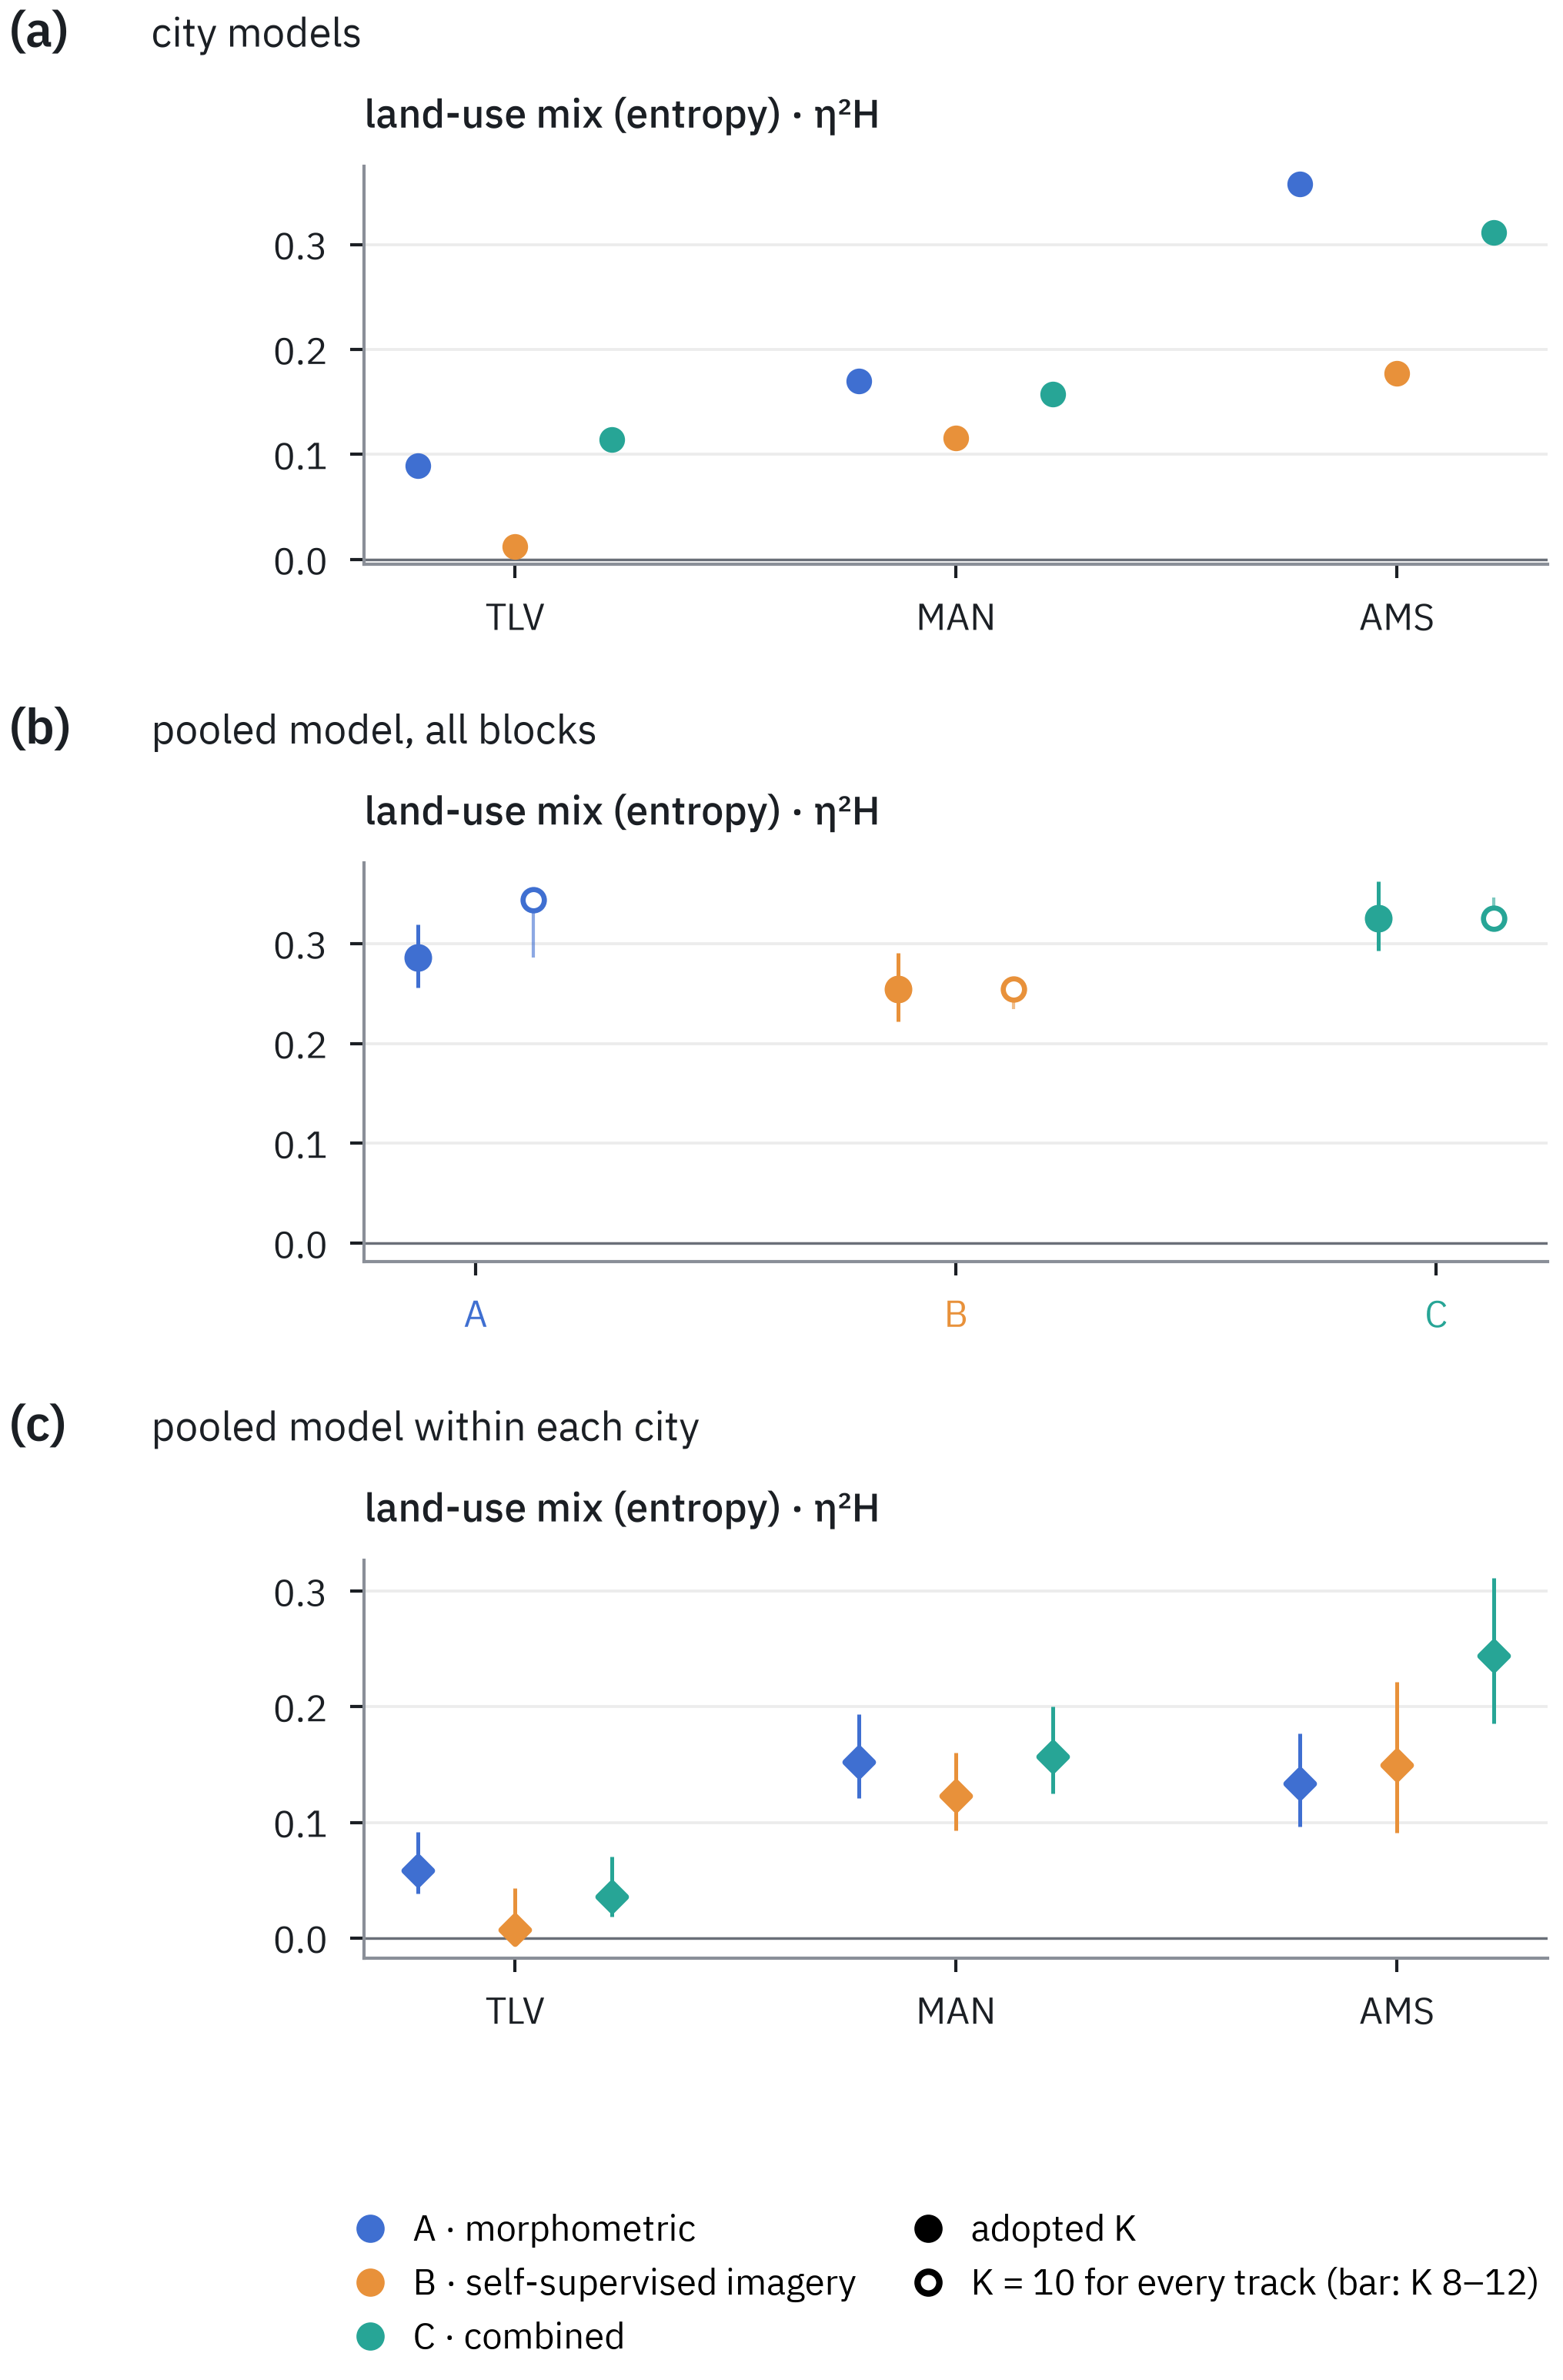 (a) city models
land-use mix (entropy) · η²H
0.3
0.2
0.1
0.0
TLV MAN AMS
(b) pooled model, all blocks
land-use mix (entropy) · η²H
0.3
0.2
0.1
0.0
A B C
(c) pooled model within each city
land-use mix (entropy) · η²H
0.3
0.2
0.1
0.0
TLV MAN AMS
A · morphometric
B · self-supervised imagery
C · combined
adopted K
K = 10 for every track (bar: K 8–12)